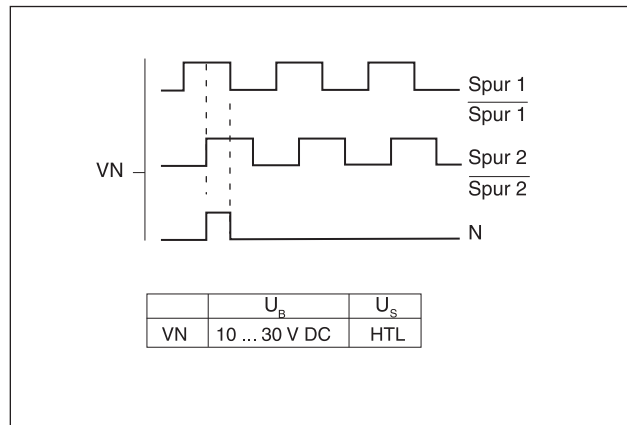 Spur 1
Spur 1
VN
Spur 2
Spur 2
N
U_B U_S
VN 10 ... 30 V DC HTL